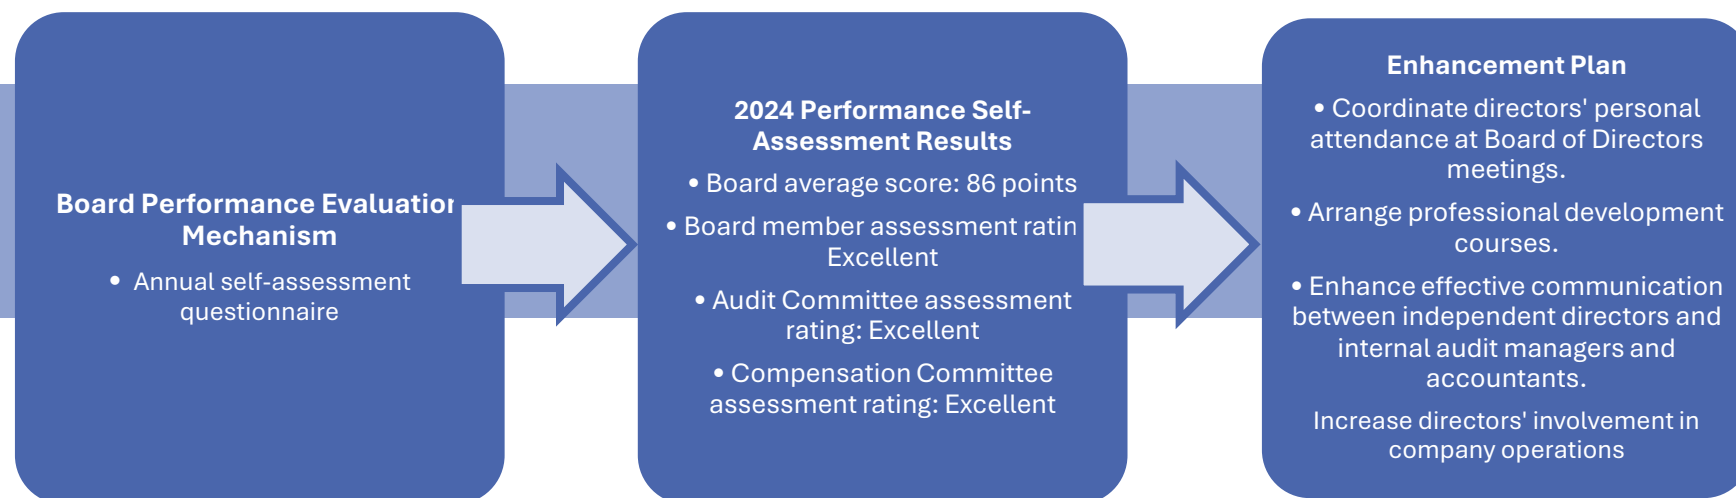 Board Performance Evaluation
Mechanism
• Annual self-assessment
questionnaire
2024 Performance Self-
Assessment Results
• Board average score: 86 points
• Board member assessment ratin
Excellent
• Audit Committee assessment
rating: Excellent
• Compensation Committee
assessment rating: Excellent
Enhancement Plan
• Coordinate directors' personal
attendance at Board of Directors
meetings.
• Arrange professional development
courses.
• Enhance effective communication
between independent directors and
internal audit managers and
accountants.
Increase directors' involvement in
company operations